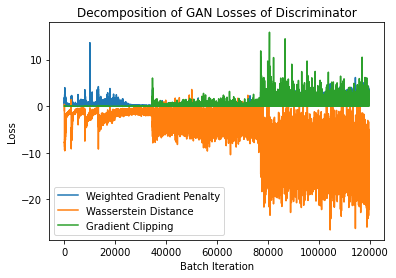 Decomposition of GAN Losses of Discriminator
10
0
−10
−20
Loss
Weighted Gradient Penalty
Wasserstein Distance
Gradient Clipping
0 20000 40000 60000 80000 100000 120000
Batch Iteration